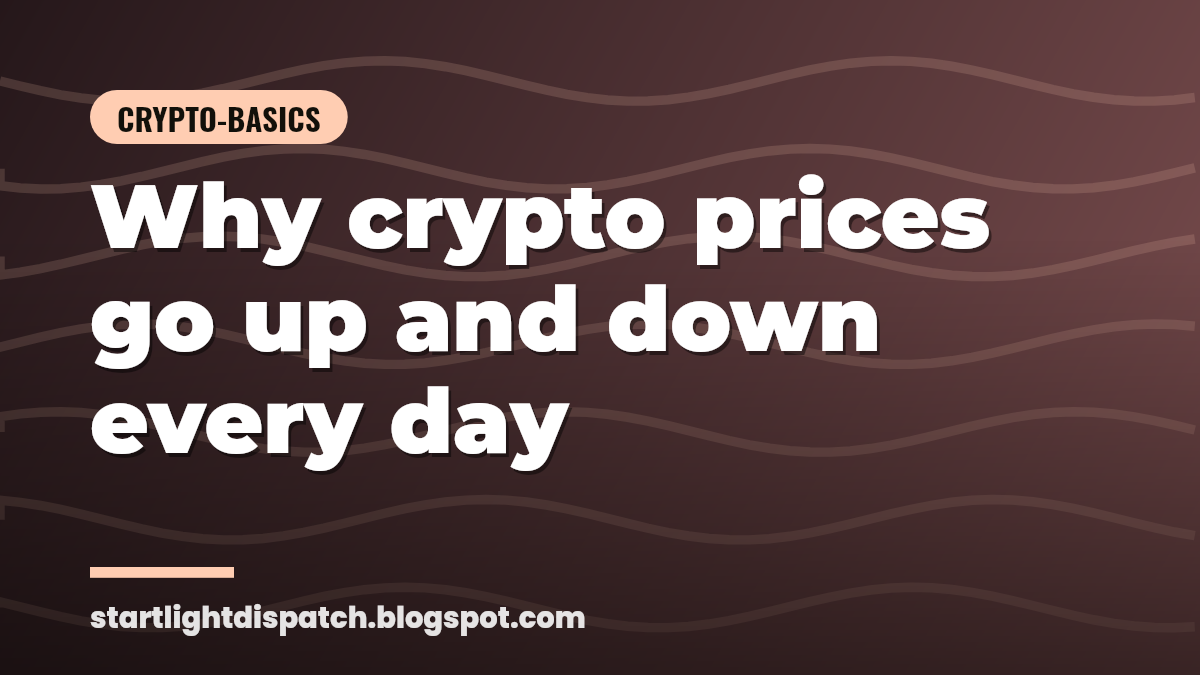 CRYPTO-BASICS
Why crypto prices
go up and down
every day
startlightdispatch.blogspot.com